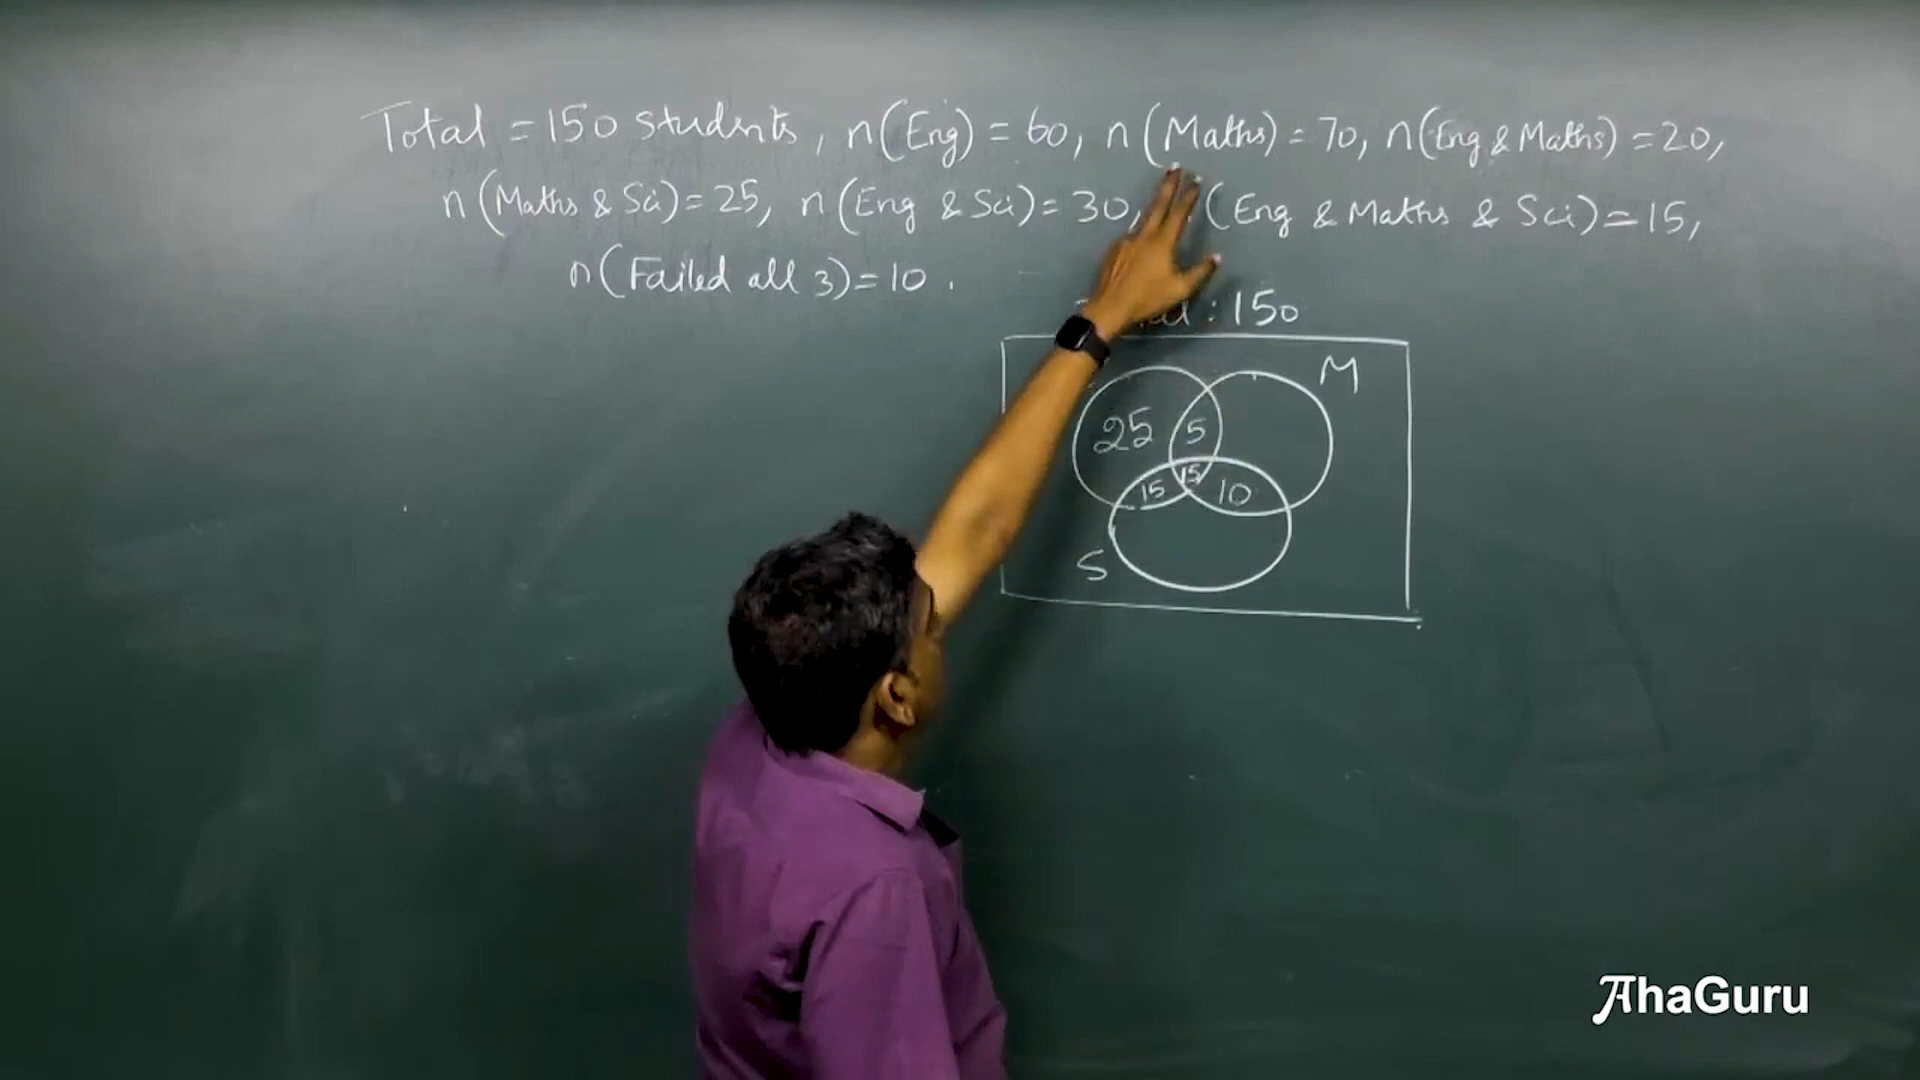 Total = 150 students, n(Eng) = 60, n(Maths) = 70, n(Eng & Maths) = 20,
n(Maths & Sci) = 25, n(Eng & Sci) = 30, (Eng & Maths & Sci) = 15,
n(Failed all 3) = 10.
: 150
M
25 5
15 15 10
S
AhaGuru